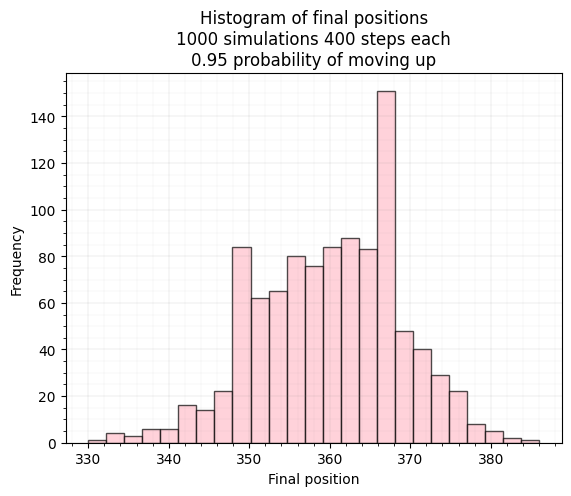 Histogram of final positions
1000 simulations 400 steps each
0.95 probability of moving up
140
120
100
80
60
40
20
0
Frequency
330 340 350 360 370 380
Final position